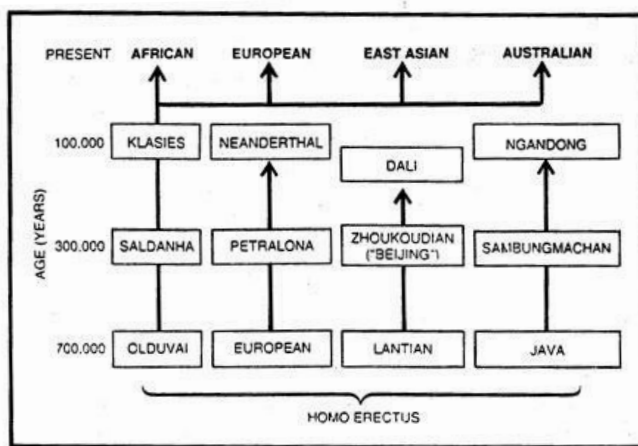 PRESENT AFRICAN EUROPEAN EAST ASIAN AUSTRALIAN
100.000 KLASIES NEANDERTHAL NGANDONG
DALI
AGE (YEARS)
300.000 SALDANHA PETRALONA ZHOUKOUDIAN SAMBUNGMACHAN
("BEIJING")
700.000 OLDUVAI EUROPEAN LANTIAN JAVA
HOMO ERECTUS